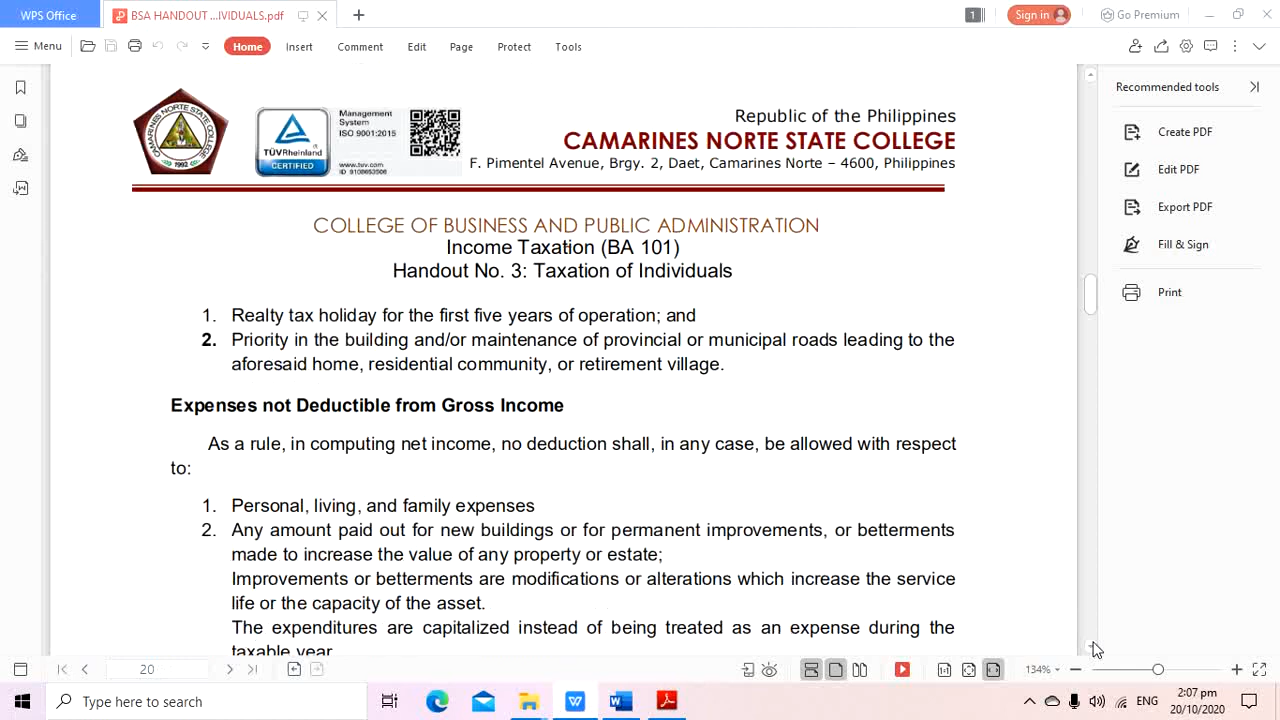 WPS Office
BSA HANDOUT ...IVIDUALS.pdf
1
Sign in
Go Premium
Menu
Home
Insert
Comment
Edit
Page
Protect
Tools
CAMARINES NORTE STATE COLLEGE
1992
TÜVRheinland
CERTIFIED
Management
System
ISO 9001:2015
www.tuv.com
ID 9108653506
Republic of the Philippines
CAMARINES NORTE STATE COLLEGE
F. Pimentel Avenue, Brgy. 2, Daet, Camarines Norte – 4600, Philippines
COLLEGE OF BUSINESS AND PUBLIC ADMINISTRATION
Income Taxation (BA 101)
Handout No. 3: Taxation of Individuals
1. Realty tax holiday for the first five years of operation; and
2. Priority in the building and/or maintenance of provincial or municipal roads leading to the
aforesaid home, residential community, or retirement village.
Expenses not Deductible from Gross Income
As a rule, in computing net income, no deduction shall, in any case, be allowed with respect
to:
1. Personal, living, and family expenses
2. Any amount paid out for new buildings or for permanent improvements, or betterments
made to increase the value of any property or estate;
Improvements or betterments are modifications or alterations which increase the service
life or the capacity of the asset.
The expenditures are capitalized instead of being treated as an expense during the
taxable year
Recommended tools
Create PDF
Edit PDF
Export PDF
Fill & Sign
Print
20
134%
Type here to search
ENG
2:07 pm
20/10/2020